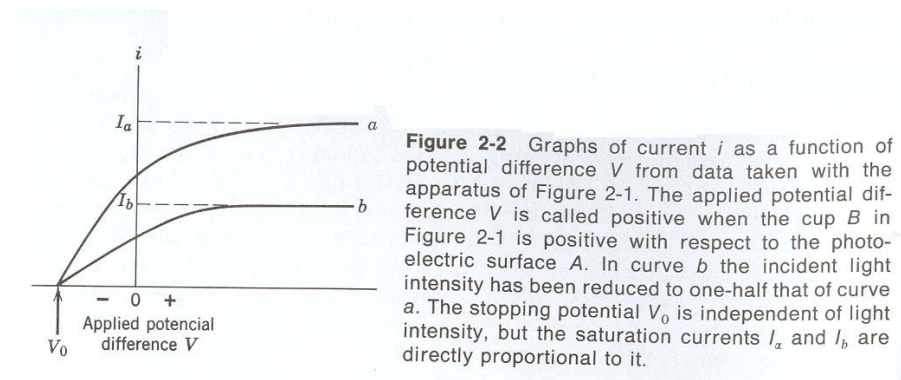 i
Iₐ
a
I_b
b
− 0 +
Applied potencial
difference V
V₀
Figure 2-2 Graphs of current i as a function of
potential difference V from data taken with the
apparatus of Figure 2-1. The applied potential dif-
ference V is called positive when the cup B in
Figure 2-1 is positive with respect to the photo-
electric surface A. In curve b the incident light
intensity has been reduced to one-half that of curve
a. The stopping potential V₀ is independent of light
intensity, but the saturation currents Iₐ and I_b are
directly proportional to it.